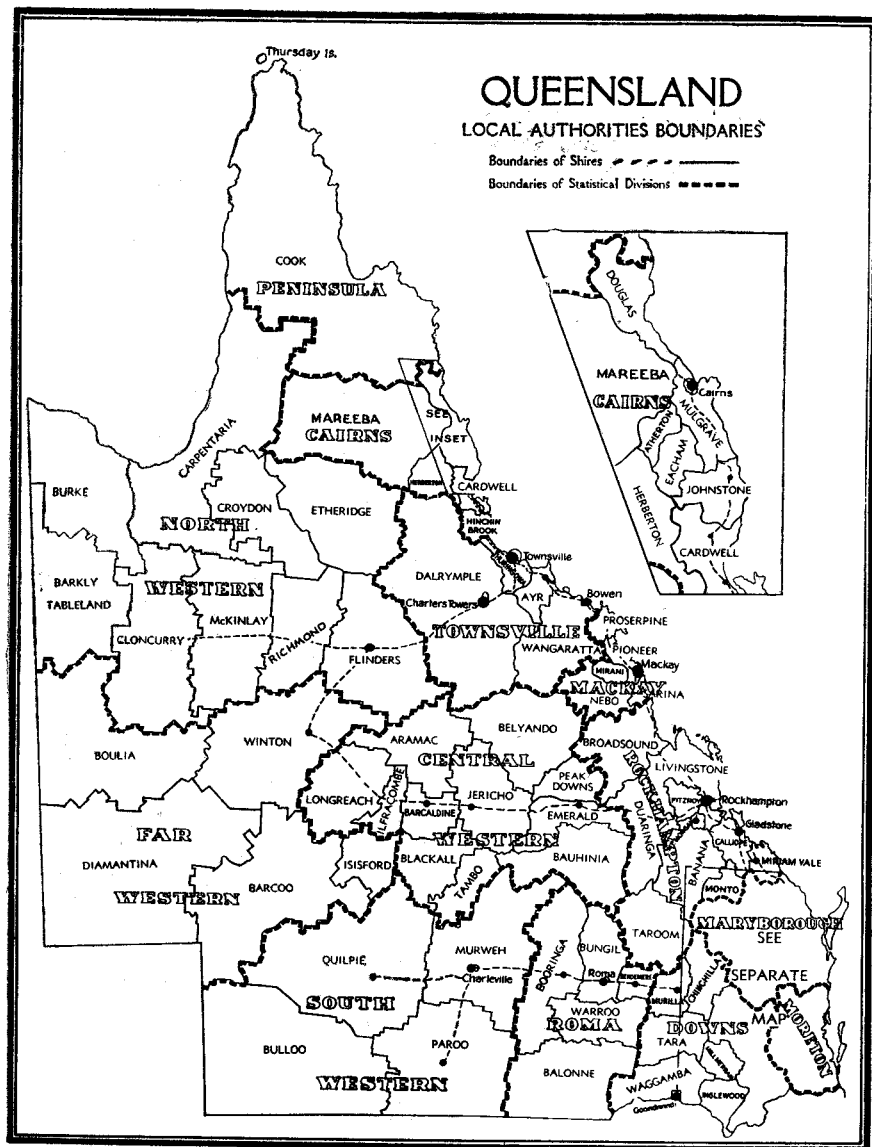 Thursday Is.
QUEENSLAND
LOCAL AUTHORITIES BOUNDARIES
Boundaries of Shires
Boundaries of Statistical Divisions
COOK
PENINSULA
DOUGLAS
MAREEBA
CAIRNS
Cairns
MULGRAVE
ATHERTON
EACHAM
JOHNSTONE
HERBERTON
CARDWELL
MAREEBA
CAIRNS
SEE
INSET
CARPENTARIA
CARDWELL
BURKE
CROYDON
ETHERIDGE
HINCHIN
BROOK
NORTH
Townsville
BARKLY
TABLELAND
WESTERN
DALRYMPLE
Charters Towers
AYR
Bowen
McKINLAY
CLONCURRY
RICHMOND
FLINDERS
TOWNSVILLE
PROSERPINE
WANGARATTA
PIONEER
MIRANI
Mackay
MACKAY
NEBO
BOULIA
WINTON
ARAMAC
BELYANDO
CENTRAL
BROADSOUND
LIVINGSTONE
LONGREACH
ILFRACOMBE
BARCALDINE
JERICHO
PEAK
DOWNS
EMERALD
ROCKHAMPTON
FITZROY
Rockhampton
Gladstone
CALLIOPE
MIRIAM VALE
FAR
DIAMANTINA
WESTERN
BARCOO
ISISFORD
BLACKALL
WESTERN
TAMBO
BAUHINIA
DUARINGA
BANANA
MONTO
TAROOM
MARYBOROUGH
SEE
SEPARATE
MAP
QUILPIE
MURWEH
Charleville
SOUTH
BOORINGA
BUNGIL
Roma
BENDEMERE
MURILLA
CHINCHILLA
WARROO
ROMA
DOWNS
MORETON
TARA
BULLOO
PAROO
WESTERN
BALONNE
WAGGAMBA
INGLEWOOD
Goondiwindi